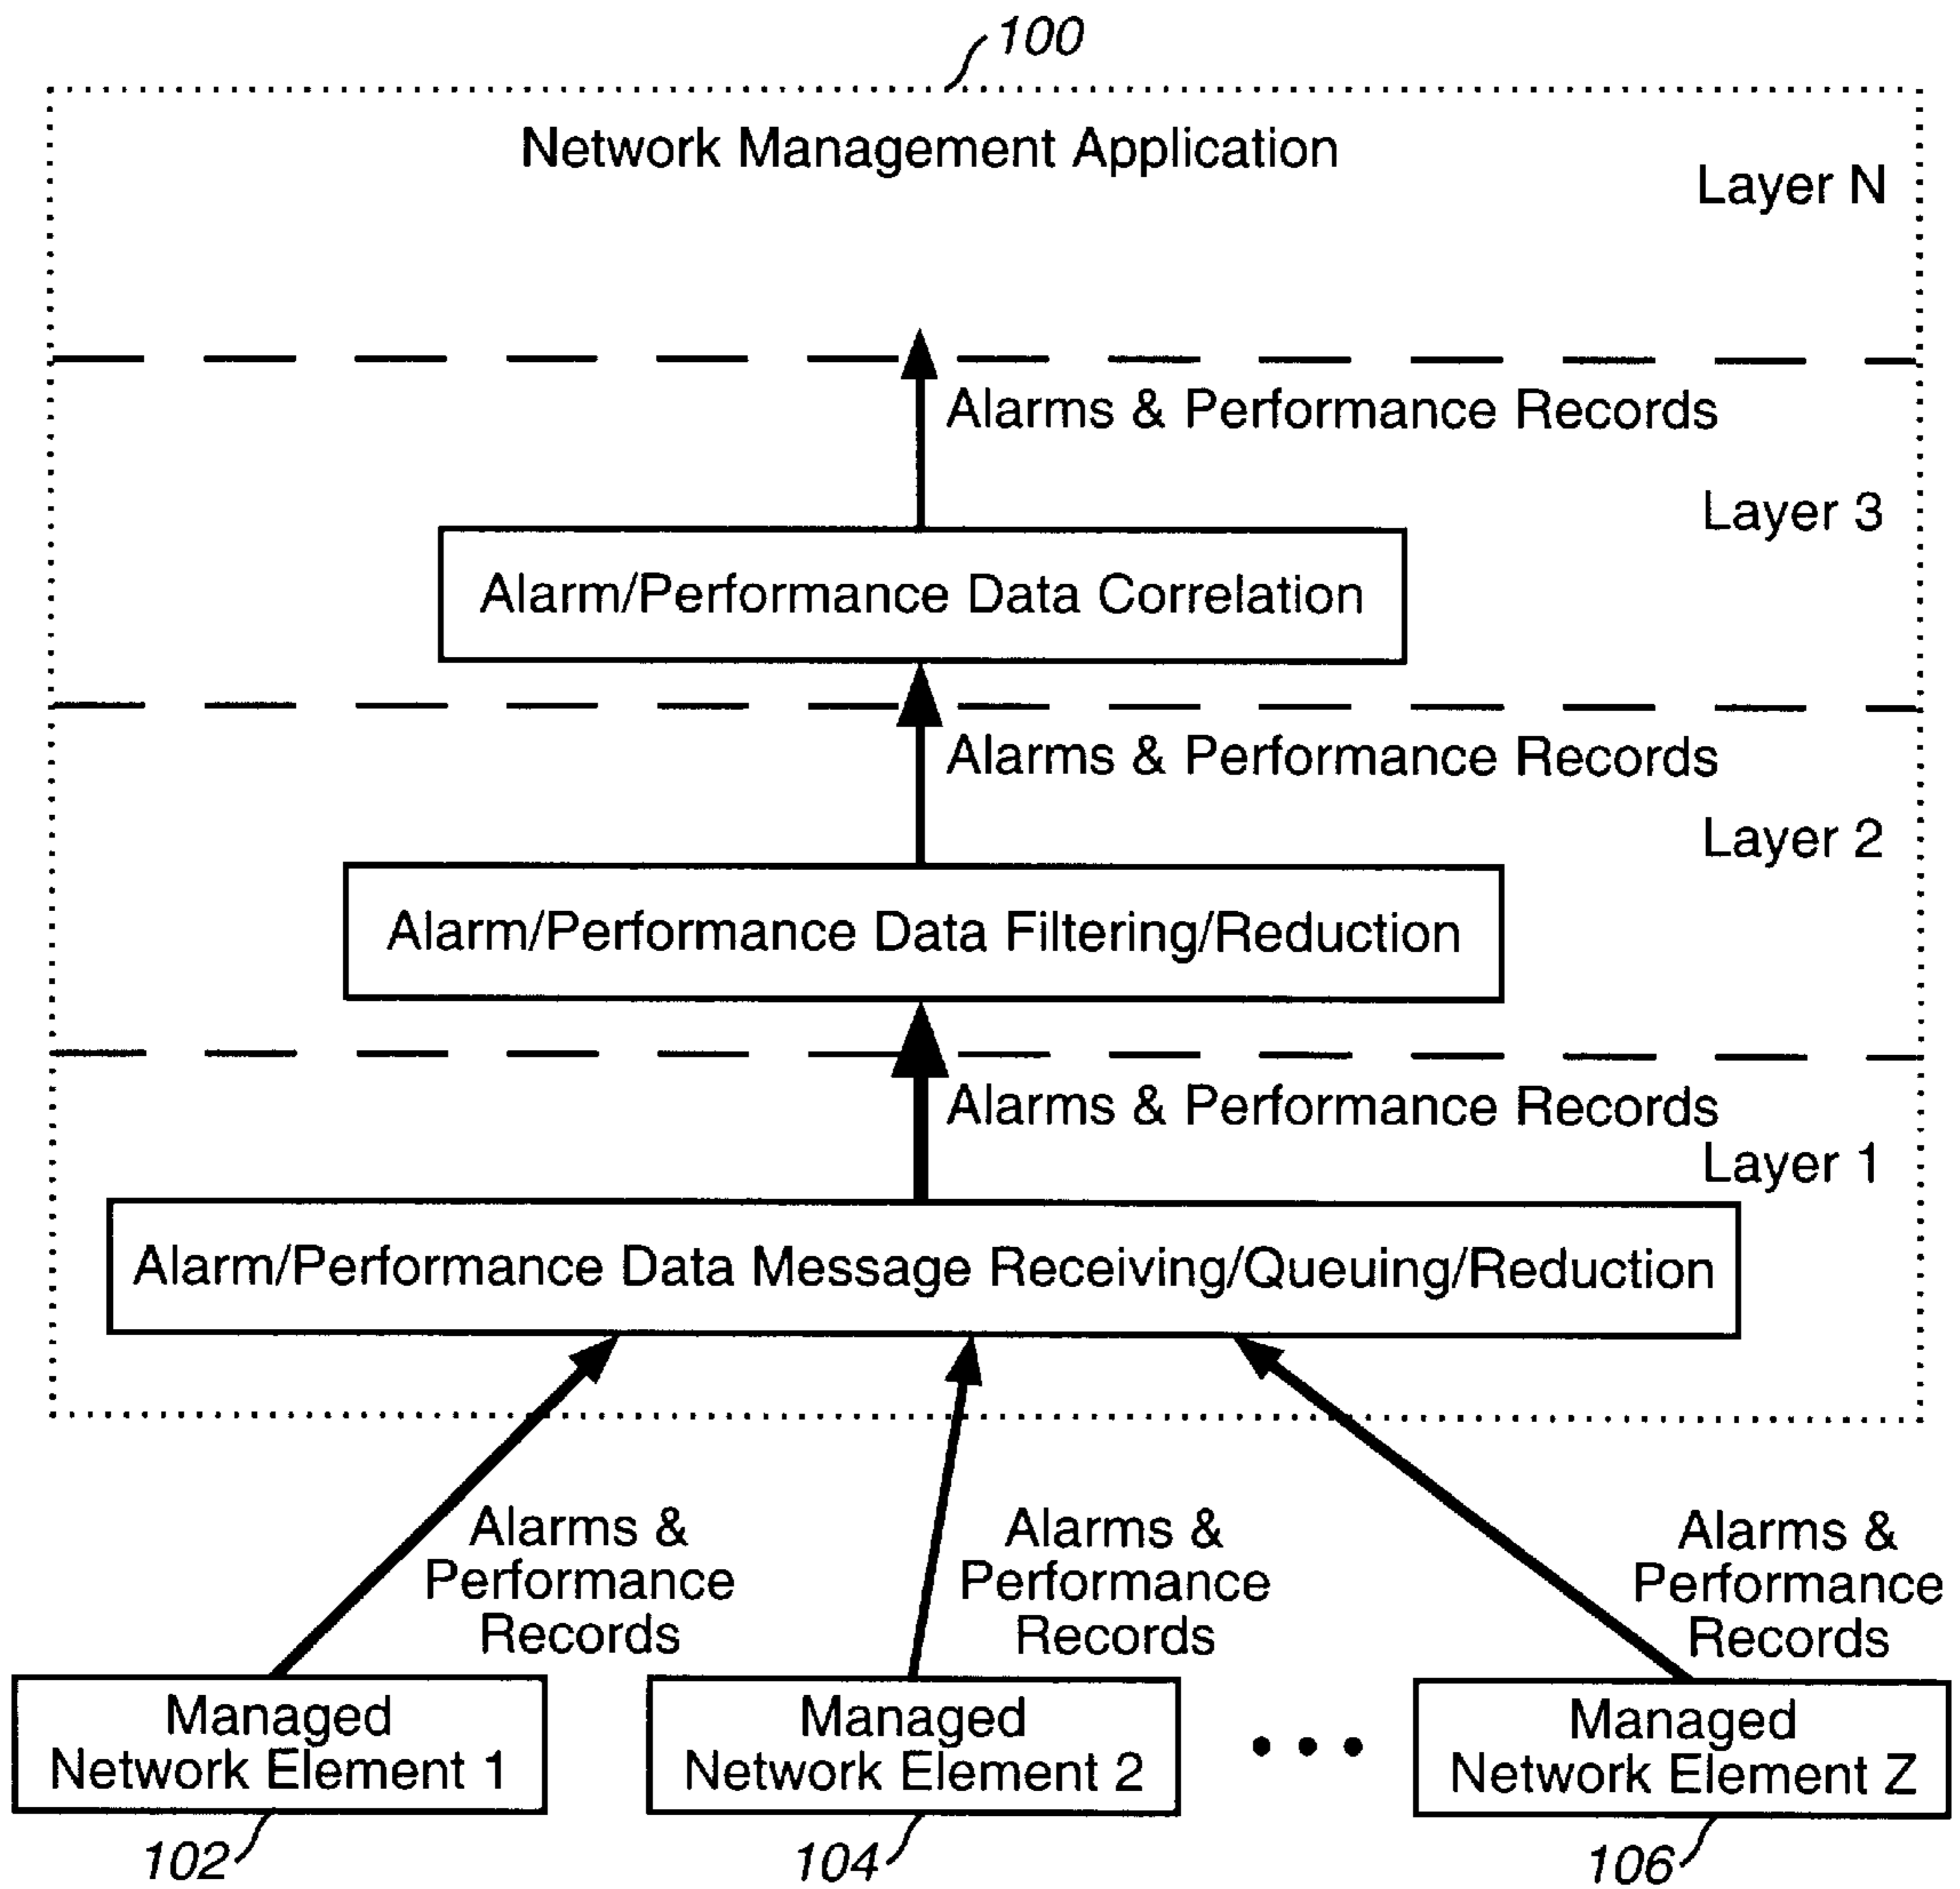 100
Network Management Application
Layer N
Alarms & Performance Records
Layer 3
Alarm/Performance Data Correlation
Alarms & Performance Records
Layer 2
Alarm/Performance Data Filtering/Reduction
Alarms & Performance Records
Layer 1
Alarm/Performance Data Message Receiving/Queuing/Reduction
Alarms &
Performance
Records
Alarms &
Performance
Records
Alarms &
Performance
Records
Managed
Network Element 1
Managed
Network Element 2
Managed
Network Element Z
102
104
106